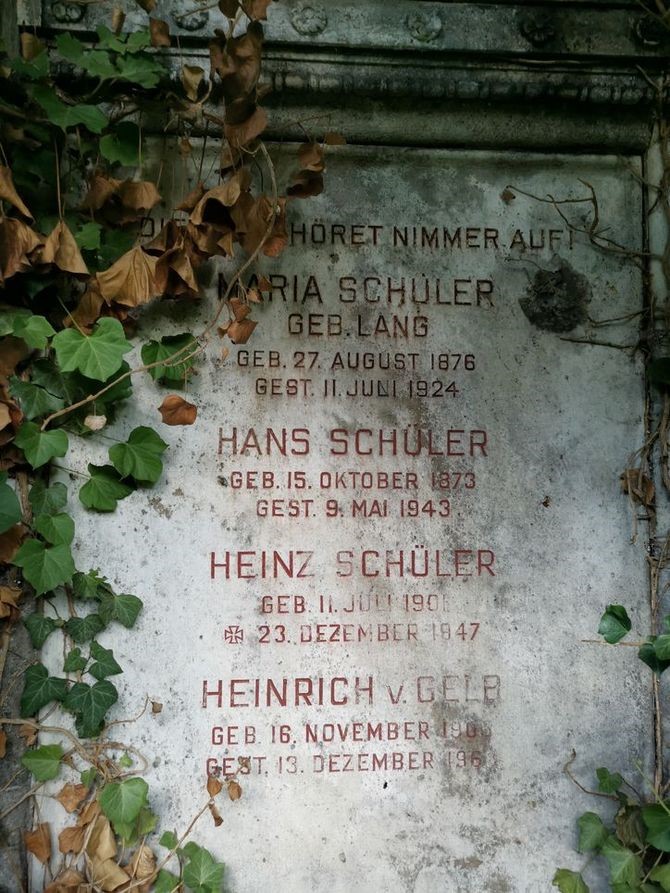 HÖRET NIMMER AUF!
MARIA SCHÜLER
GEB. LANG
GEB. 27. AUGUST 1876
GEST. 11. JULI 1924
HANS SCHÜLER
GEB. 15. OKTOBER 1873
GEST. 9. MAI 1943
HEINZ SCHÜLER
GEB. 11. JULI
✠ 23. DEZEMBER 1947
HEINRICH v. GELB
GEB. 16. NOVEMBER
GEST. 13. DEZEMBER